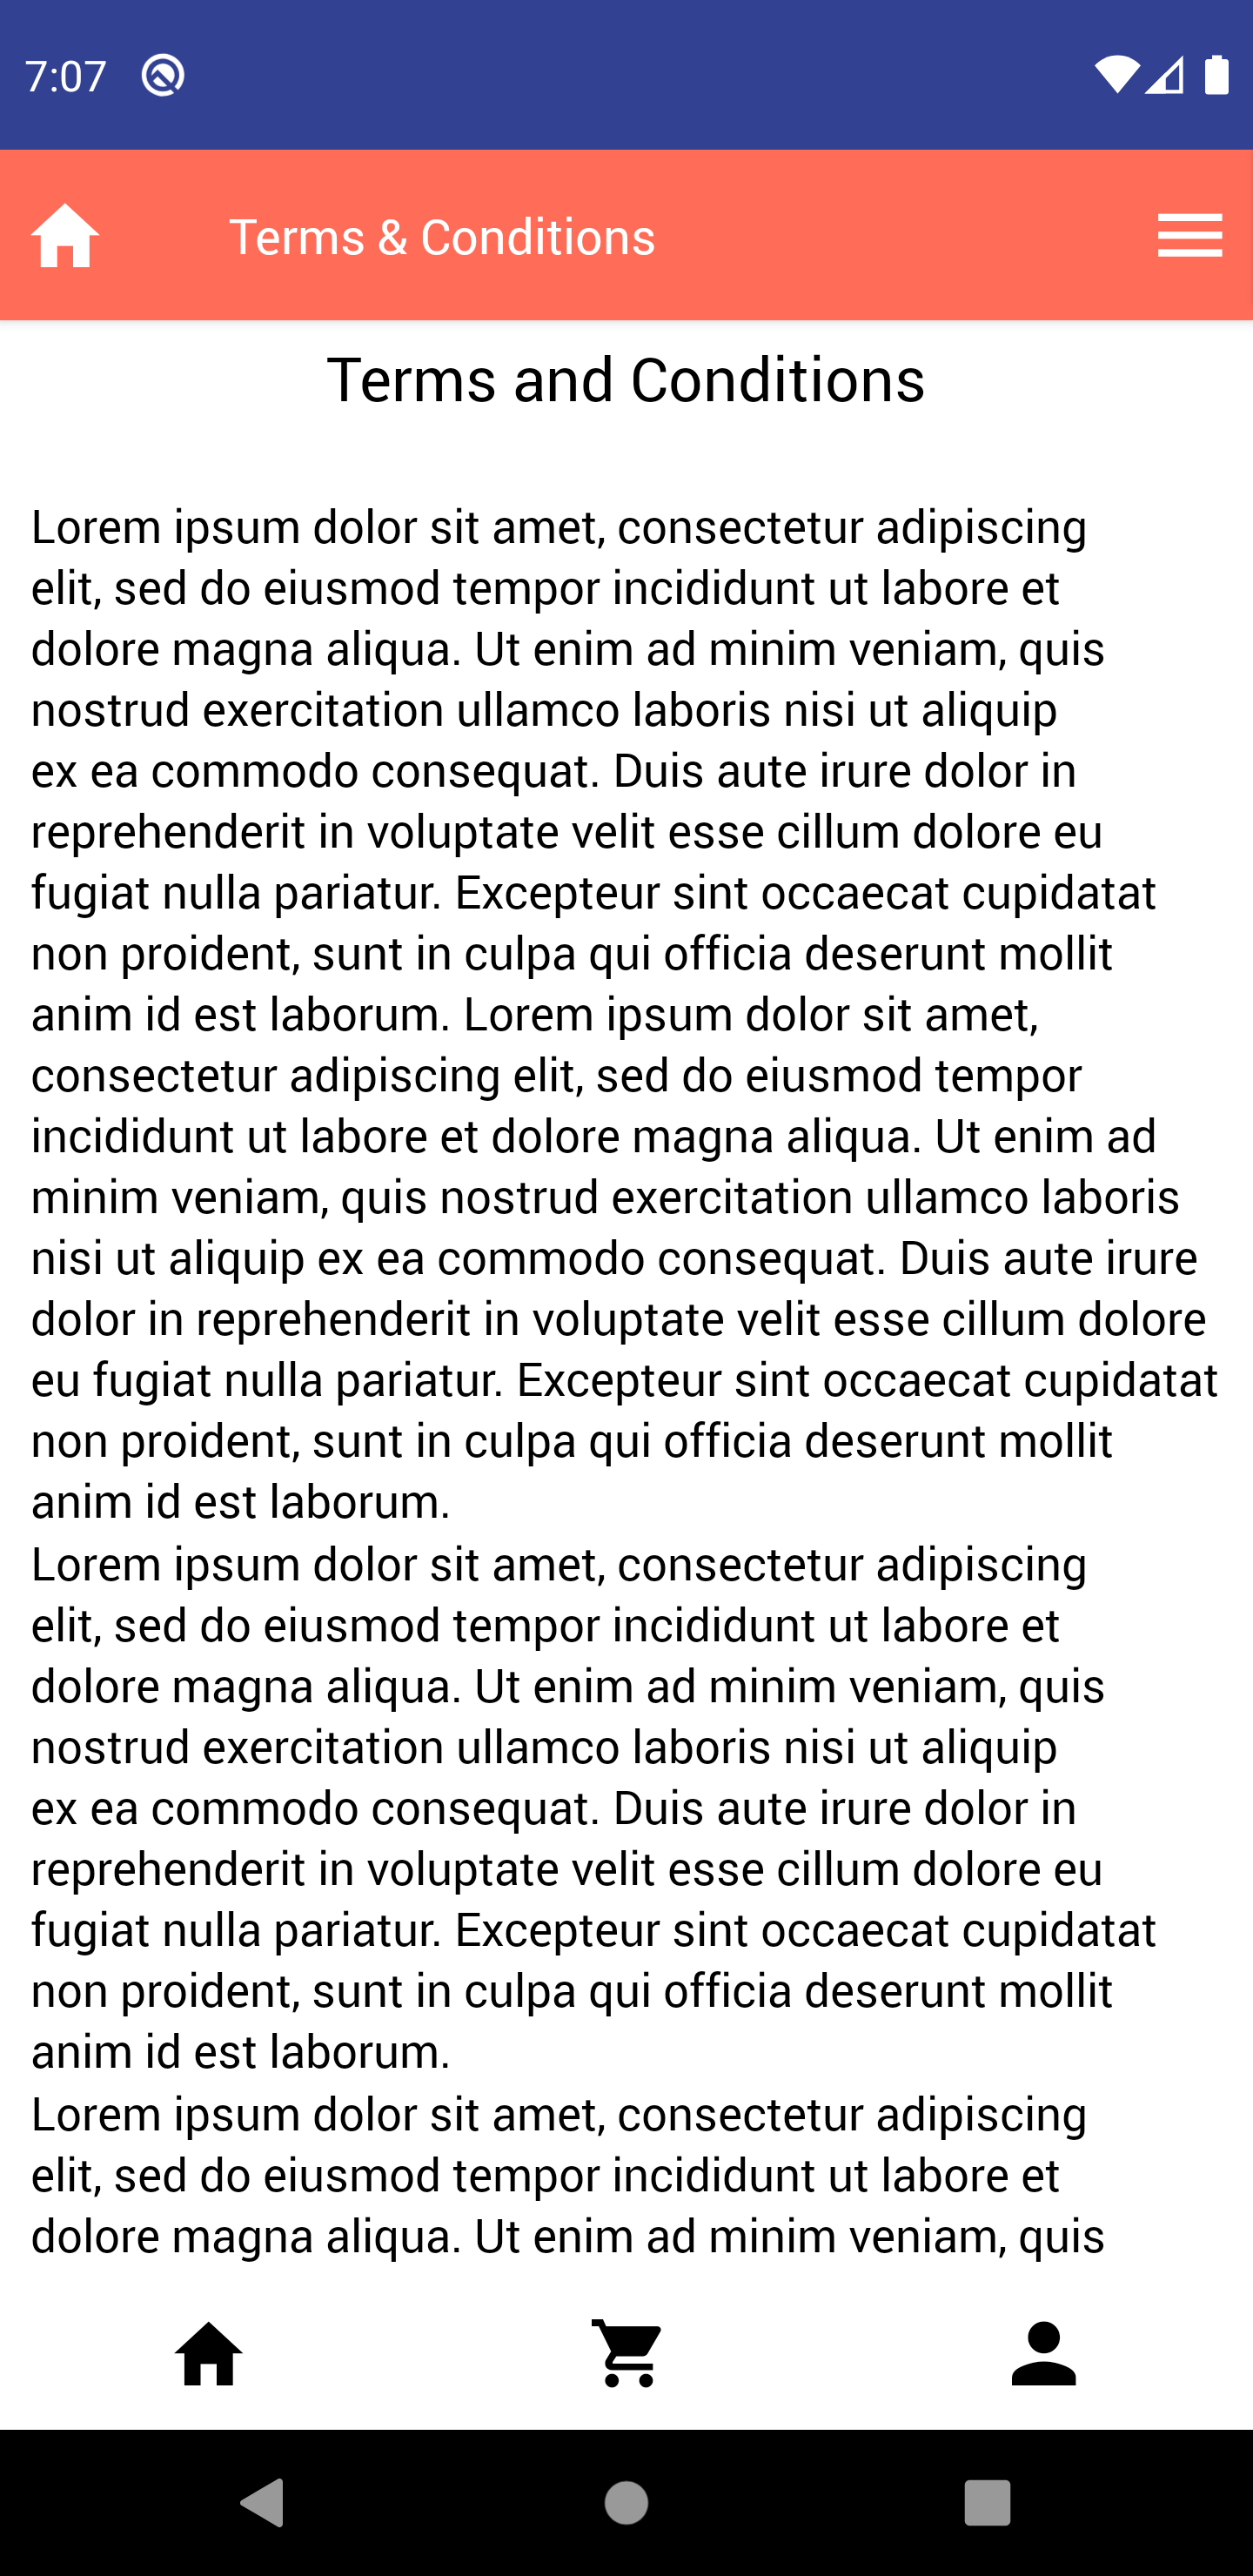 7:07
Terms & Conditions
Terms and Conditions
Lorem ipsum dolor sit amet, consectetur adipiscing
elit, sed do eiusmod tempor incididunt ut labore et
dolore magna aliqua. Ut enim ad minim veniam, quis
nostrud exercitation ullamco laboris nisi ut aliquip
ex ea commodo consequat. Duis aute irure dolor in
reprehenderit in voluptate velit esse cillum dolore eu
fugiat nulla pariatur. Excepteur sint occaecat cupidatat
non proident, sunt in culpa qui officia deserunt mollit
anim id est laborum. Lorem ipsum dolor sit amet,
consectetur adipiscing elit, sed do eiusmod tempor
incididunt ut labore et dolore magna aliqua. Ut enim ad
minim veniam, quis nostrud exercitation ullamco laboris
nisi ut aliquip ex ea commodo consequat. Duis aute irure
dolor in reprehenderit in voluptate velit esse cillum dolore
eu fugiat nulla pariatur. Excepteur sint occaecat cupidatat
non proident, sunt in culpa qui officia deserunt mollit
anim id est laborum.
Lorem ipsum dolor sit amet, consectetur adipiscing
elit, sed do eiusmod tempor incididunt ut labore et
dolore magna aliqua. Ut enim ad minim veniam, quis
nostrud exercitation ullamco laboris nisi ut aliquip
ex ea commodo consequat. Duis aute irure dolor in
reprehenderit in voluptate velit esse cillum dolore eu
fugiat nulla pariatur. Excepteur sint occaecat cupidatat
non proident, sunt in culpa qui officia deserunt mollit
anim id est laborum.
Lorem ipsum dolor sit amet, consectetur adipiscing
elit, sed do eiusmod tempor incididunt ut labore et
dolore magna aliqua. Ut enim ad minim veniam, quis